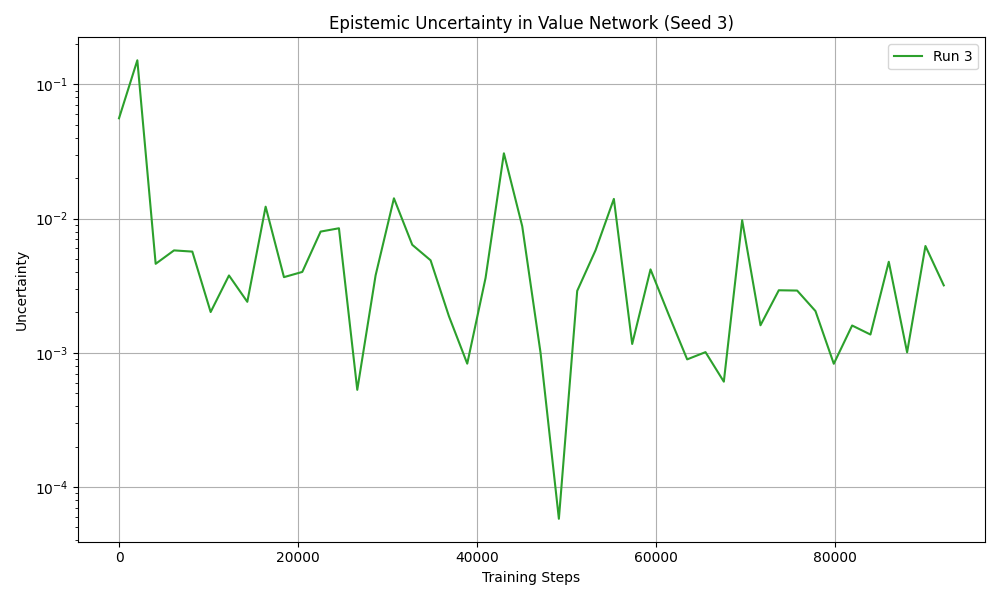 Epistemic Uncertainty in Value Network (Seed 3)
Run 3
Uncertainty
10⁻¹
10⁻²
10⁻³
10⁻⁴
0 20000 40000 60000 80000
Training Steps